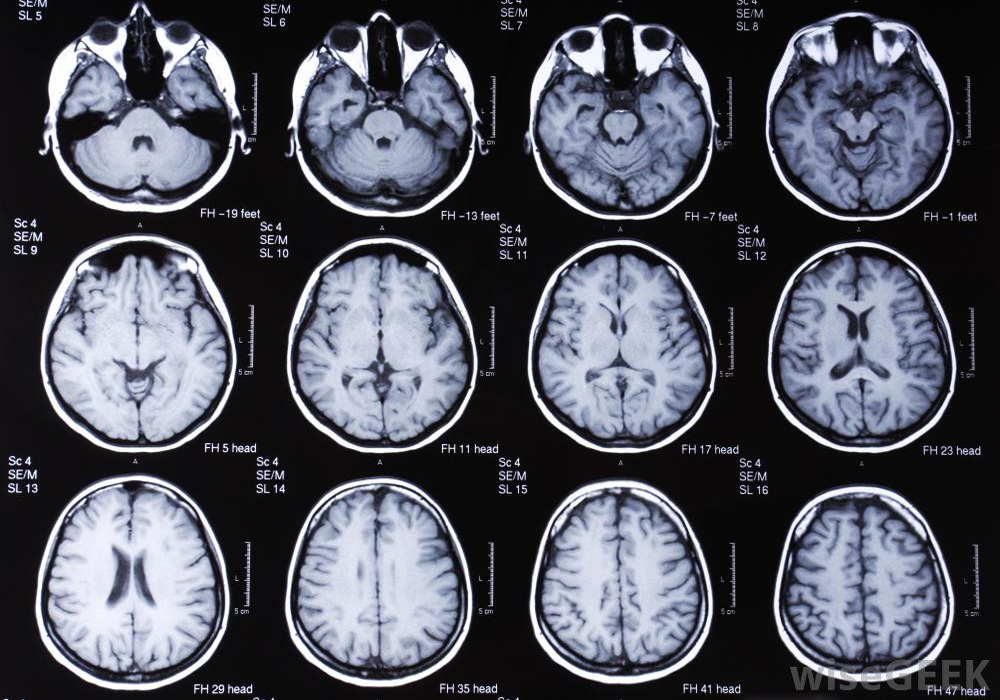 SE/M
SL 5
SE/M
SL 6
Sc 4
SE/M
SL 7
Sc 4
SE/M
SL 8
L
L
L
L
5 cm
5 cm
5 cm
5 cm
FH -19 feet
FH -13 feet
FH -7 feet
FH -1 feet
Sc 4
SE/M
SL 9
Sc 4
SE/M
SL 10
Sc 4
SE/M
SL 11
Sc 4
SE/M
SL 12
A
A
A
A
L
L
L
L
5 cm
5 cm
5 cm
5 cm
FH 5 head
FH 11 head
FH 17 head
FH 23 head
Sc 4
SE/M
SL 13
Sc 4
SE/M
SL 14
Sc 4
SE/M
SL 15
Sc 4
SE/M
SL 16
A
A
A
A
L
L
L
L
5 cm
5 cm
5 cm
5 cm
FH 29 head
FH 35 head
FH 41 head
FH 47 head
wiseGEEK